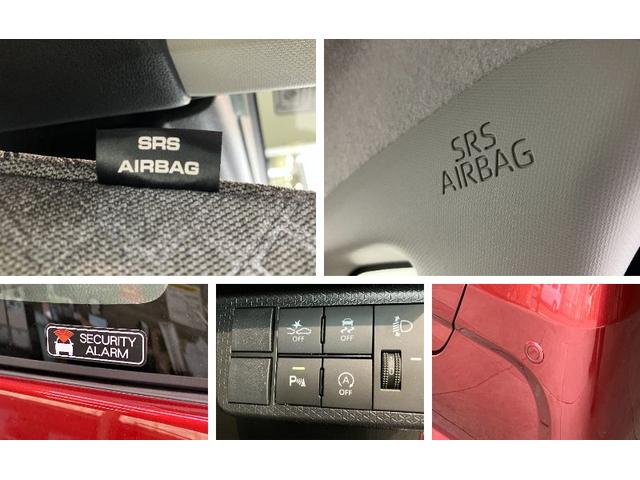 SRS
AIRBAG
SRS
AIRBAG
SECURITY
ALARM
OFF
OFF
P
A
OFF